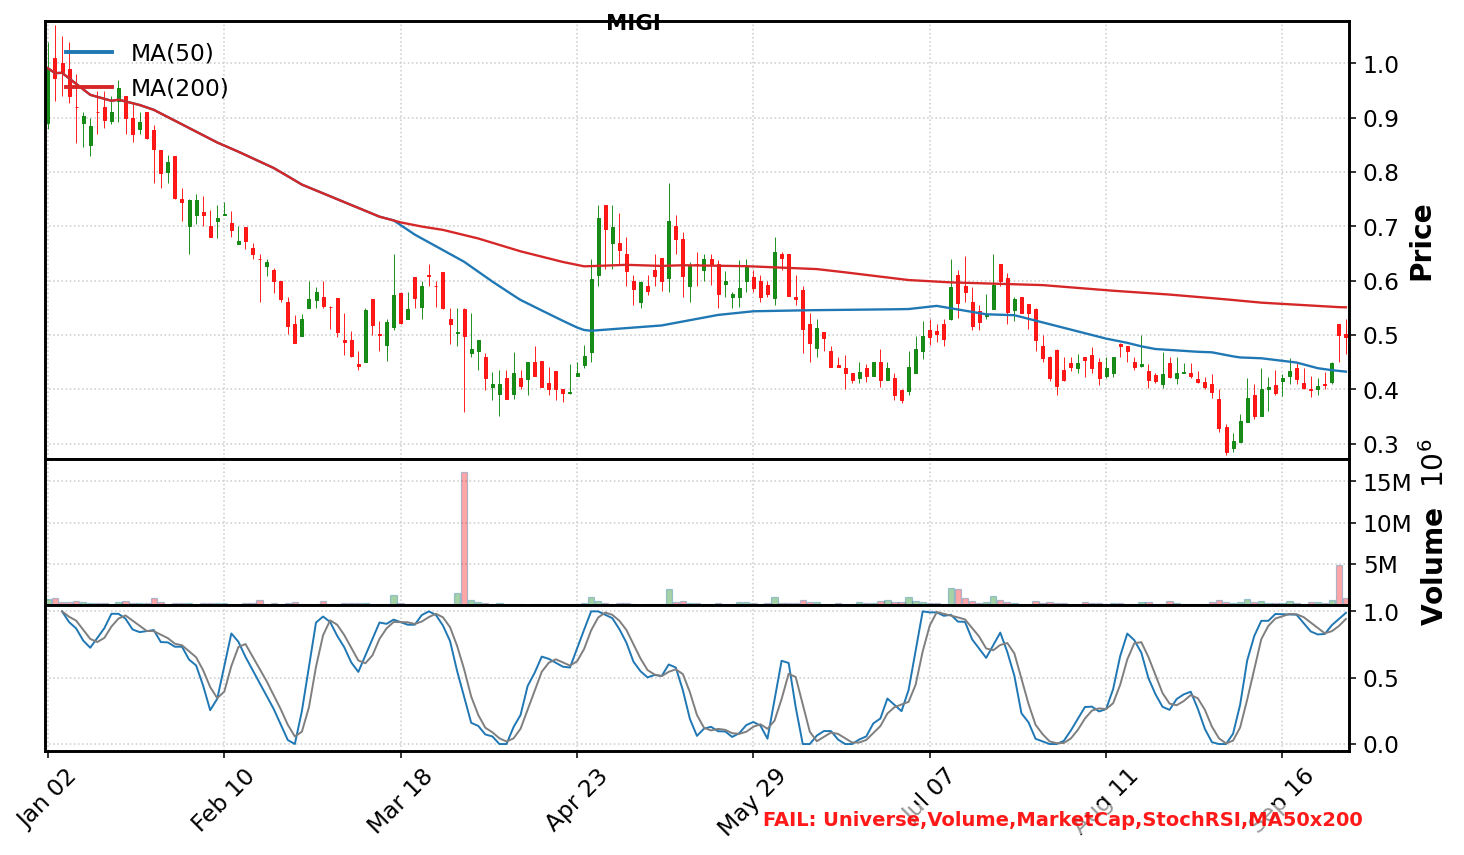 MIGI
MA(50)
MA(200)
1.0
0.9
0.8
0.7
0.6
0.5
0.4
0.3
Price
15M
10M
5M
Volume 10^6
1.0
0.5
0.0
Jan 02
Feb 10
Mar 18
Apr 23
May 29
Jul 07
Aug 11
Sep 16
FAIL: Universe,Volume,MarketCap,StochRSI,MA50x200